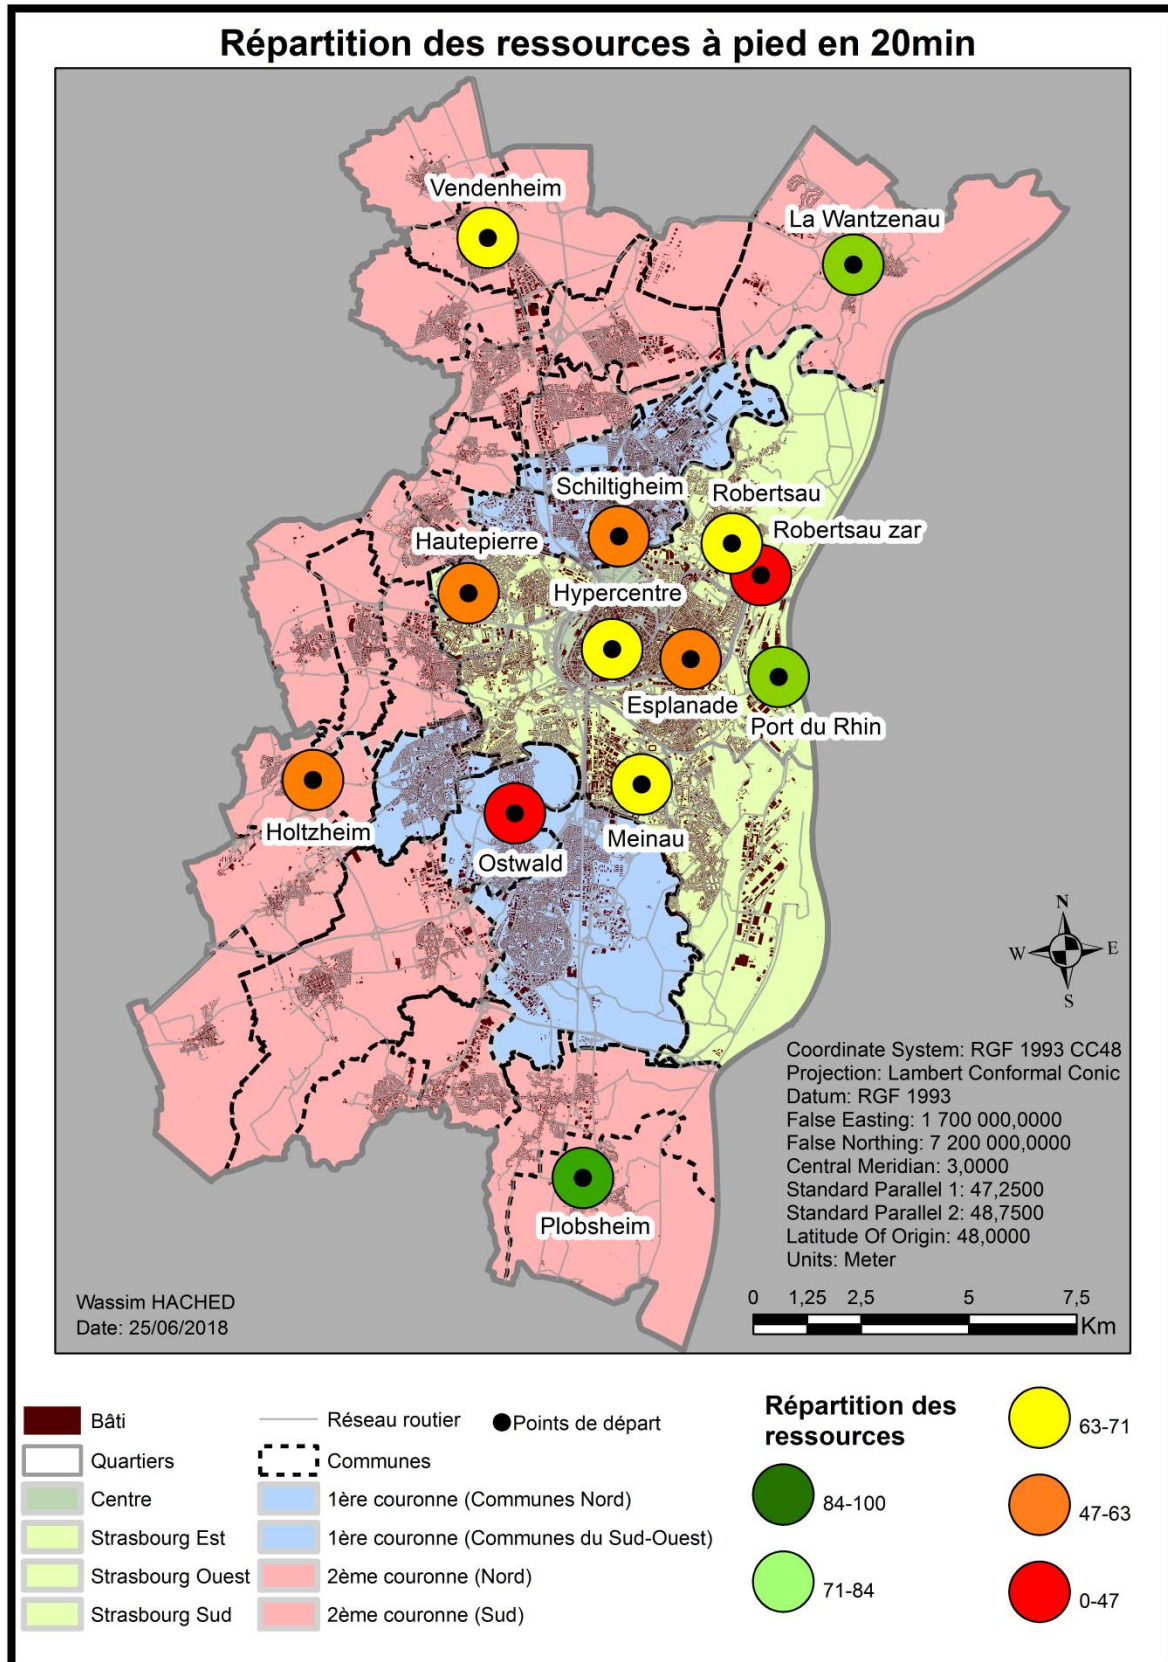 Répartition des ressources à pied en 20min
Vendenheim
La Wantzenau
Schiltigheim
Robertsau
Hautepierre
Robertsau zar
Hypercentre
Esplanade
Port du Rhin
Holtzheim
Ostwald
Meinau
N
W
E
S
Coordinate System: RGF 1993 CC48
Projection: Lambert Conformal Conic
Datum: RGF 1993
False Easting: 1 700 000,0000
False Northing: 7 200 000,0000
Central Meridian: 3,0000
Standard Parallel 1: 47,2500
Standard Parallel 2: 48,7500
Latitude Of Origin: 48,0000
Units: Meter
Plobsheim
Wassim HACHED
Date: 25/06/2018
0 1,25 2,5 5 7,5
Km
Bâti
Quartiers
Centre
Strasbourg Est
Strasbourg Ouest
Strasbourg Sud
Réseau routier
Points de départ
Communes
1ère couronne (Communes Nord)
1ère couronne (Communes du Sud-Ouest)
2ème couronne (Nord)
2ème couronne (Sud)
Répartition des
ressources
84-100
71-84
63-71
47-63
0-47